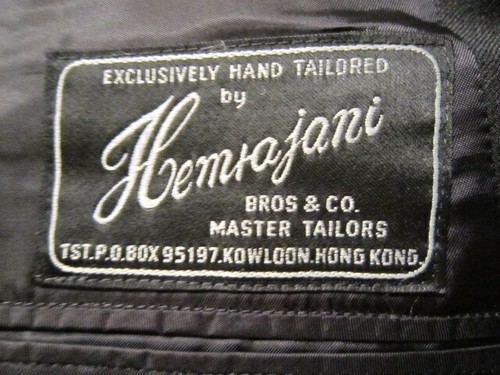 EXCLUSIVELY HAND TAILORED
by
Hemrajani
BROS & CO.
MASTER TAILORS
TST.P.O.BOX 95197.KOWLOON.HONG KONG.